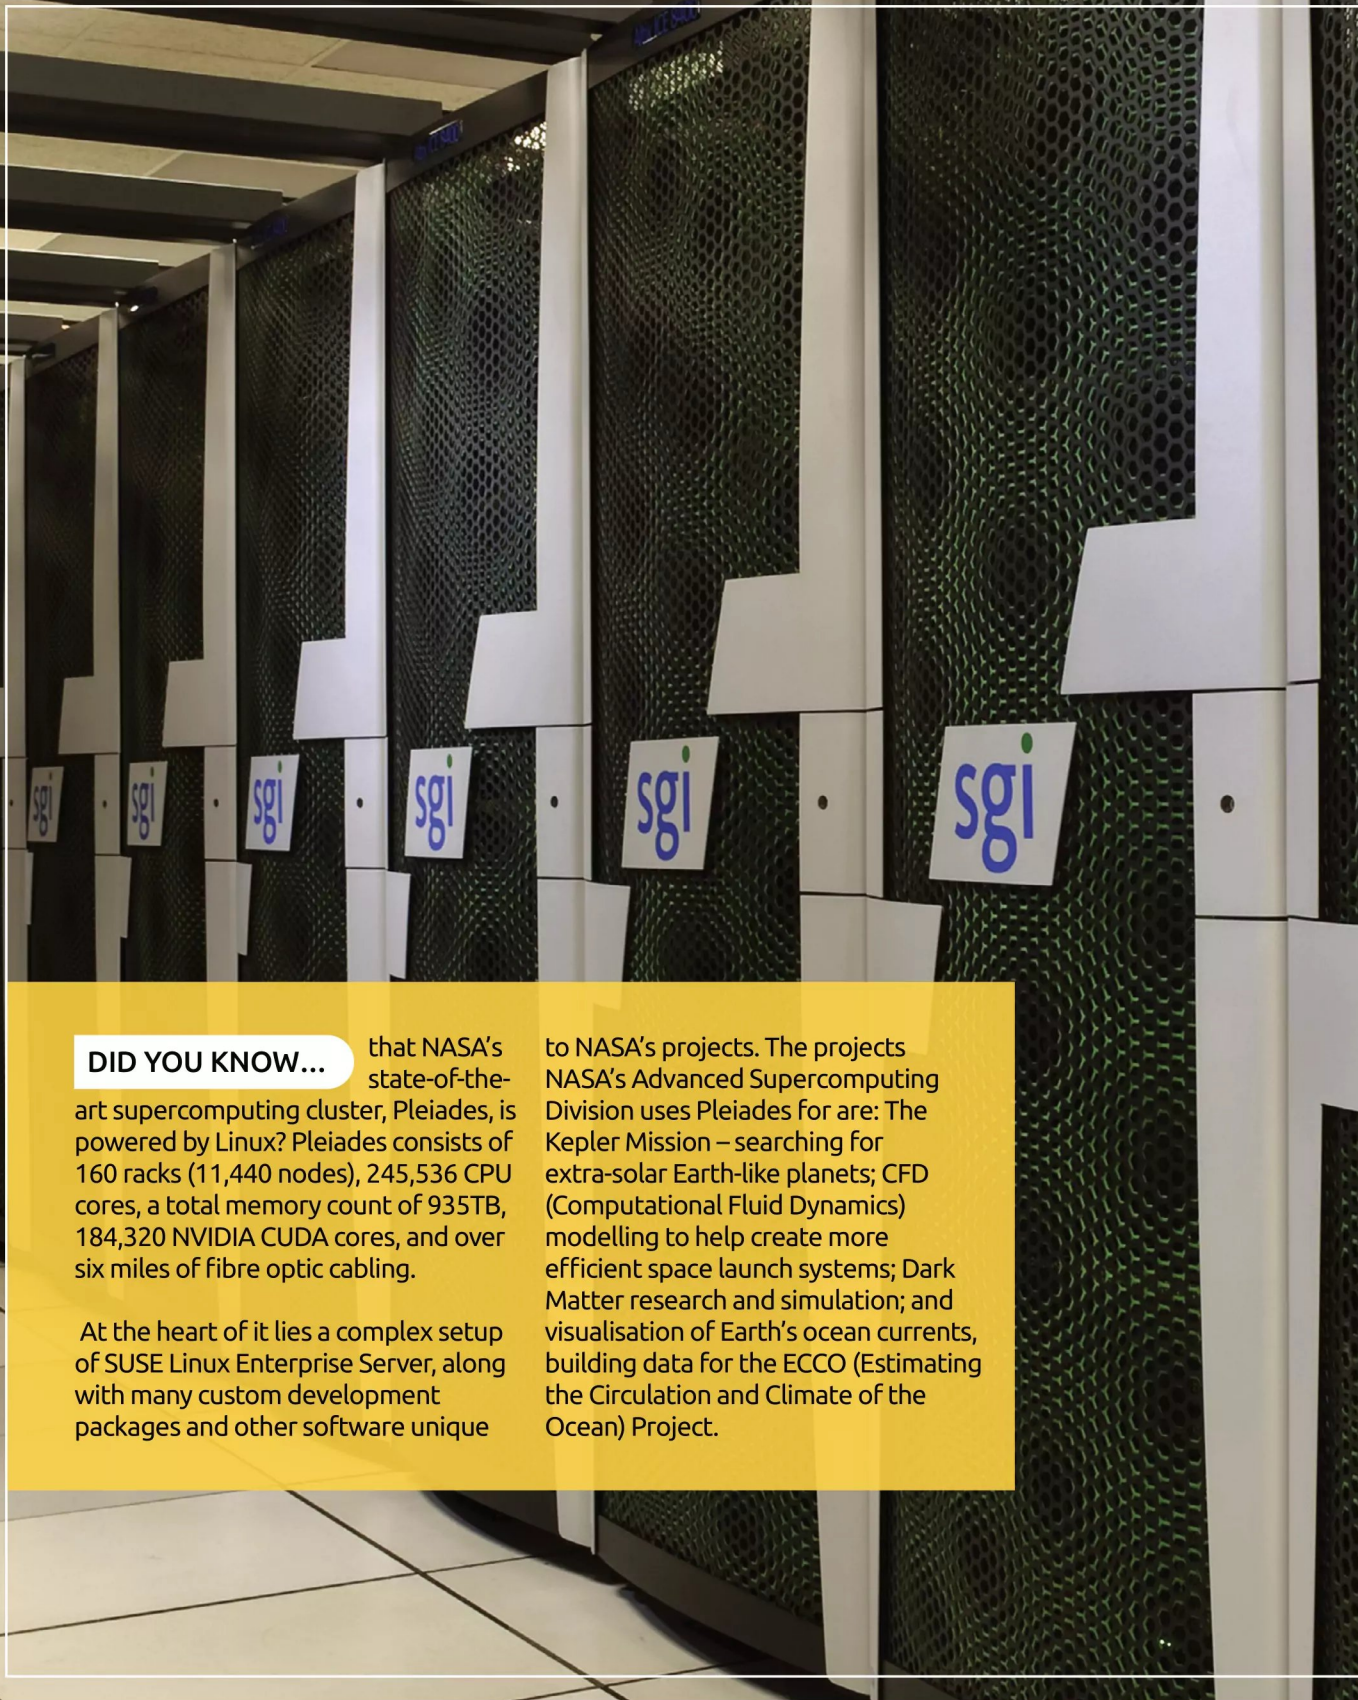 sgi
sgi
sgi
sgi
sgi
sgi
DID YOU KNOW...
that NASA's
state-of-the-
art supercomputing cluster, Pleiades, is
powered by Linux? Pleiades consists of
160 racks (11,440 nodes), 245,536 CPU
cores, a total memory count of 935TB,
184,320 NVIDIA CUDA cores, and over
six miles of fibre optic cabling.
At the heart of it lies a complex setup
of SUSE Linux Enterprise Server, along
with many custom development
packages and other software unique
to NASA's projects. The projects
NASA's Advanced Supercomputing
Division uses Pleiades for are: The
Kepler Mission – searching for
extra-solar Earth-like planets; CFD
(Computational Fluid Dynamics)
modelling to help create more
efficient space launch systems; Dark
Matter research and simulation; and
visualisation of Earth's ocean currents,
building data for the ECCO (Estimating
the Circulation and Climate of the
Ocean) Project.